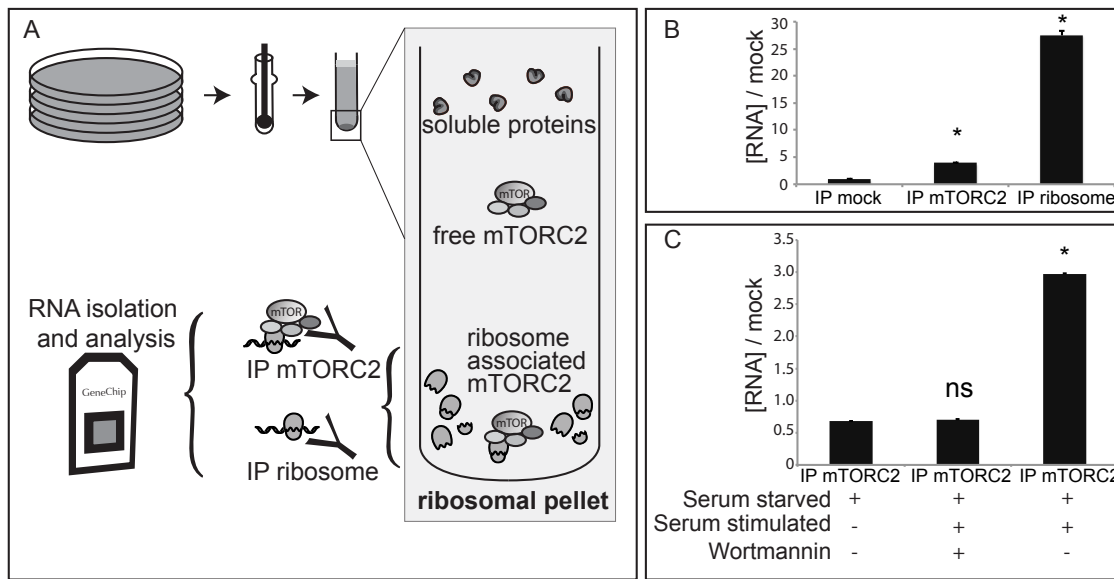 A
soluble proteins
mTOR
free mTORC2
RNA isolation
and analysis
GeneChip
mTOR
IP mTORC2
IP ribosome
ribosome
associated
mTORC2
mTOR
ribosomal pellet
B
[RNA] / mock
30
25
20
15
10
5
0
*
*
IP mock IP mTORC2 IP ribosome
C
[RNA] / mock
3.5
3.0
2.5
2.0
1.5
1.0
0.5
0
ns
*
IP mTORC2 IP mTORC2 IP mTORC2
Serum starved + + +
Serum stimulated - + +
Wortmannin - + -